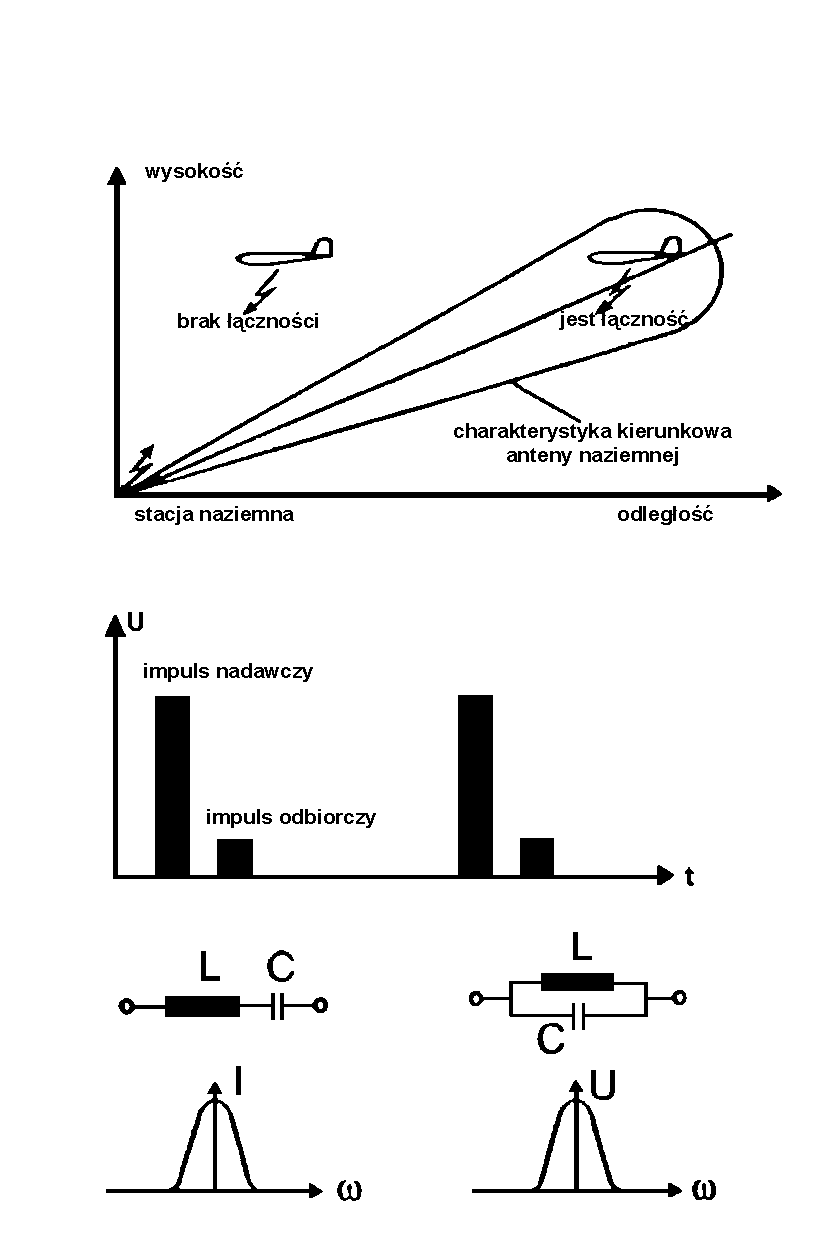 wysokość
brak łączności
jest łączność
charakterystyka kierunkowa
anteny naziemnej
stacja naziemna
odległość
U
impuls nadawczy
impuls odbiorczy
t
L
C
L
C
I
U
ω
ω